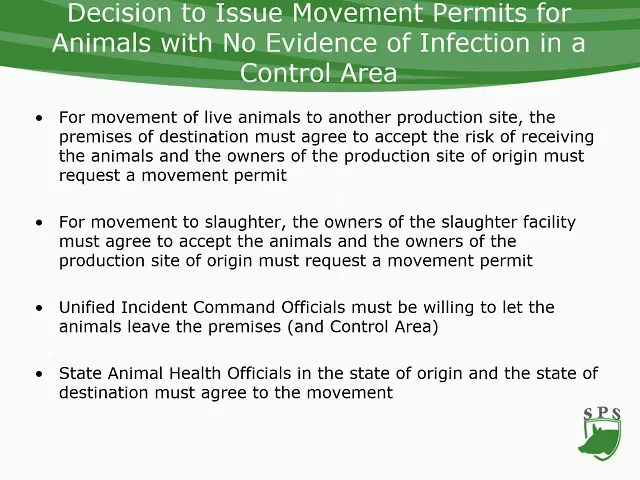 Decision to Issue Movement Permits for
Animals with No Evidence of Infection in a
Control Area
• For movement of live animals to another production site, the
premises of destination must agree to accept the risk of receiving
the animals and the owners of the production site of origin must
request a movement permit
• For movement to slaughter, the owners of the slaughter facility
must agree to accept the animals and the owners of the
production site of origin must request a movement permit
• Unified Incident Command Officials must be willing to let the
animals leave the premises (and Control Area)
• State Animal Health Officials in the state of origin and the state of
destination must agree to the movement
SPS